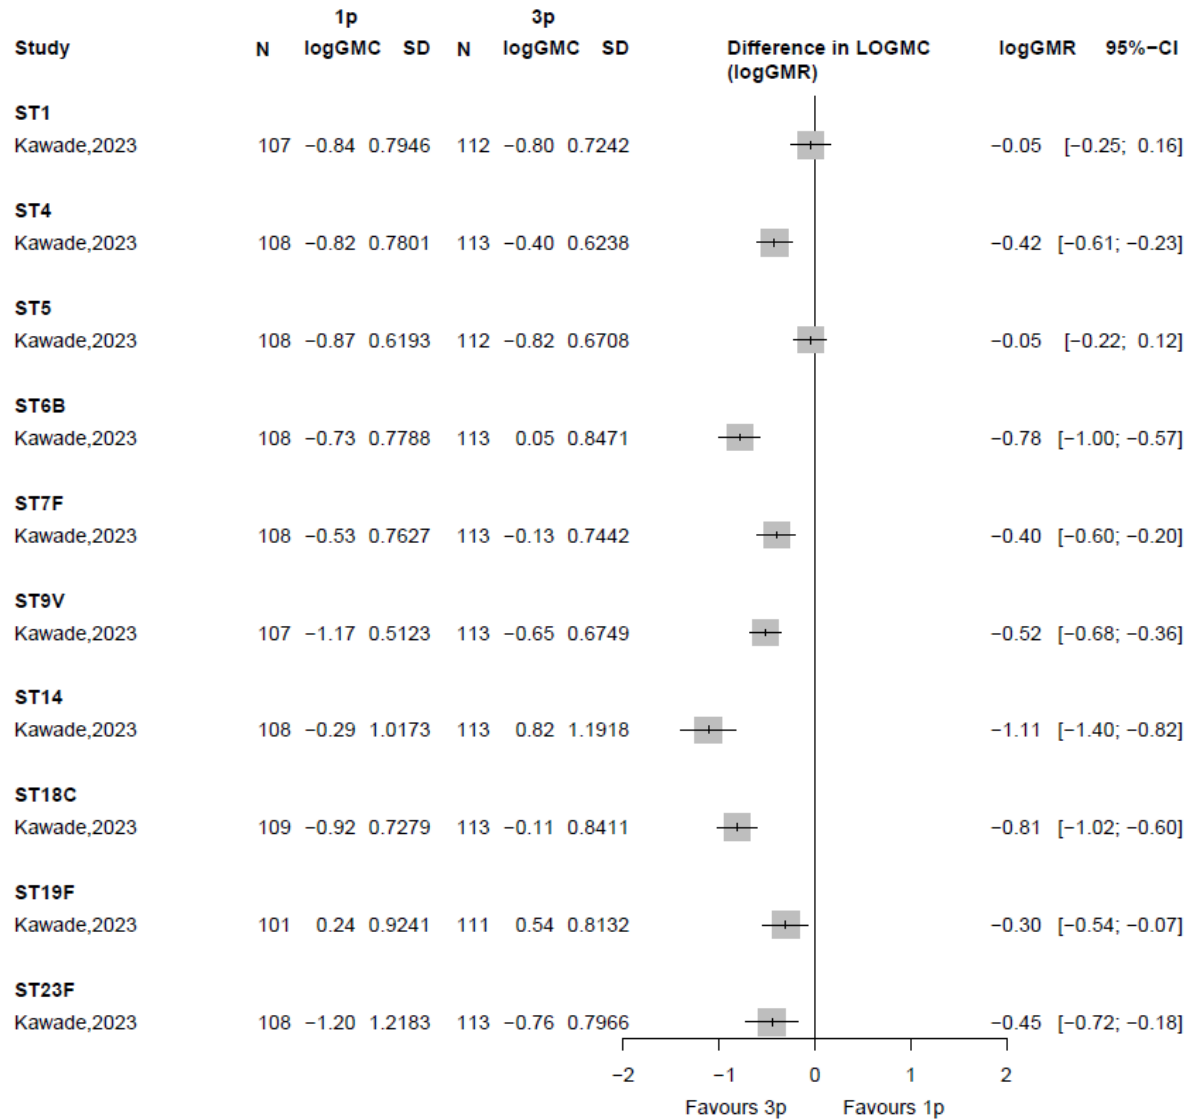 1p 3p
Study N logGMC SD N logGMC SD Difference in LOGMC logGMR 95%−CI
(logGMR)
ST1
Kawade,2023 107 −0.84 0.7946 112 −0.80 0.7242 −0.05 [−0.25; 0.16]
ST4
Kawade,2023 108 −0.82 0.7801 113 −0.40 0.6238 −0.42 [−0.61; −0.23]
ST5
Kawade,2023 108 −0.87 0.6193 112 −0.82 0.6708 −0.05 [−0.22; 0.12]
ST6B
Kawade,2023 108 −0.73 0.7788 113 0.05 0.8471 −0.78 [−1.00; −0.57]
ST7F
Kawade,2023 108 −0.53 0.7627 113 −0.13 0.7442 −0.40 [−0.60; −0.20]
ST9V
Kawade,2023 107 −1.17 0.5123 113 −0.65 0.6749 −0.52 [−0.68; −0.36]
ST14
Kawade,2023 108 −0.29 1.0173 113 0.82 1.1918 −1.11 [−1.40; −0.82]
ST18C
Kawade,2023 109 −0.92 0.7279 113 −0.11 0.8411 −0.81 [−1.02; −0.60]
ST19F
Kawade,2023 101 0.24 0.9241 111 0.54 0.8132 −0.30 [−0.54; −0.07]
ST23F
Kawade,2023 108 −1.20 1.2183 113 −0.76 0.7966 −0.45 [−0.72; −0.18]
−2 −1 0 1 2
Favours 3p Favours 1p